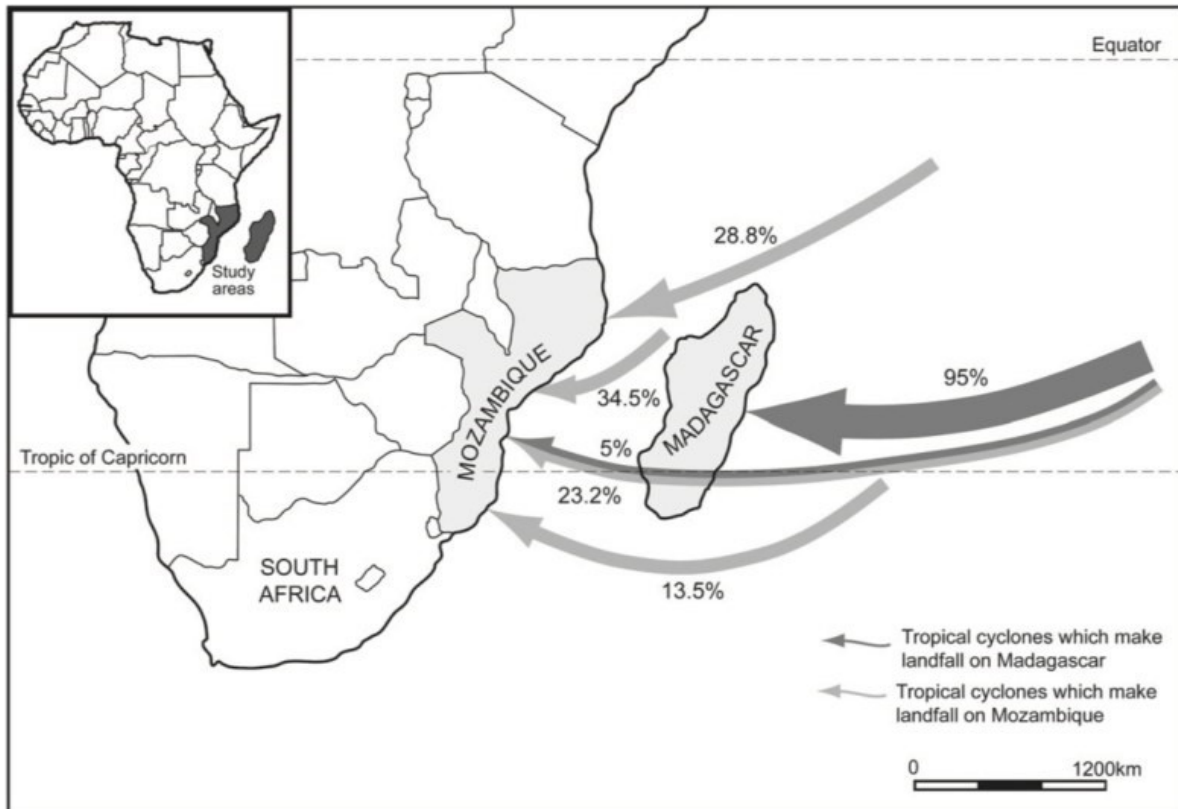 Equator
Study
areas
28.8%
MOZAMBIQUE
MADAGASCAR
34.5%
95%
Tropic of Capricorn
5%
23.2%
SOUTH
AFRICA
13.5%
Tropical cyclones which make
landfall on Madagascar
Tropical cyclones which make
landfall on Mozambique
0 1200km